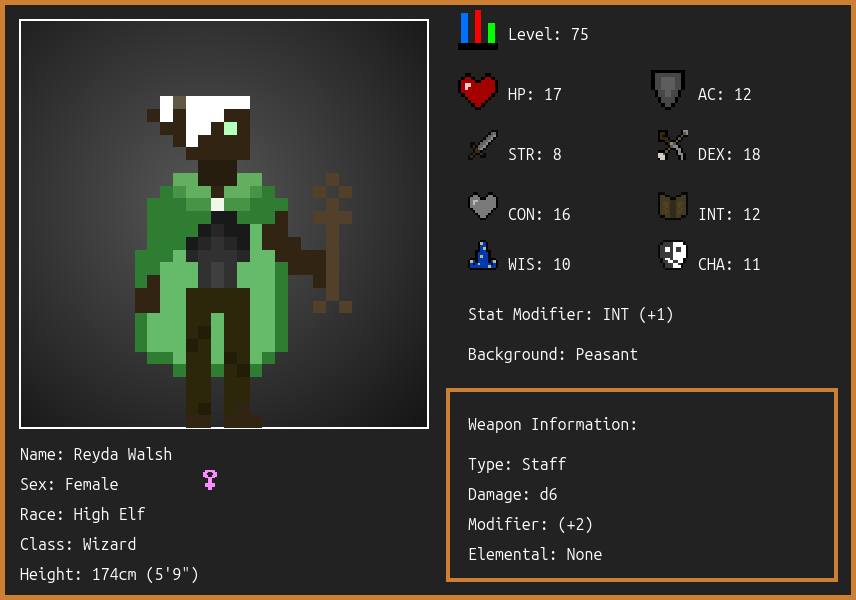 Level: 75
HP: 17
AC: 12
STR: 8
DEX: 18
CON: 16
INT: 12
WIS: 10
CHA: 11
Stat Modifier: INT (+1)
Background: Peasant
Weapon Information:
Type: Staff
Damage: d6
Modifier: (+2)
Elemental: None
Name: Reyda Walsh
Sex: Female
Race: High Elf
Class: Wizard
Height: 174cm (5'9")